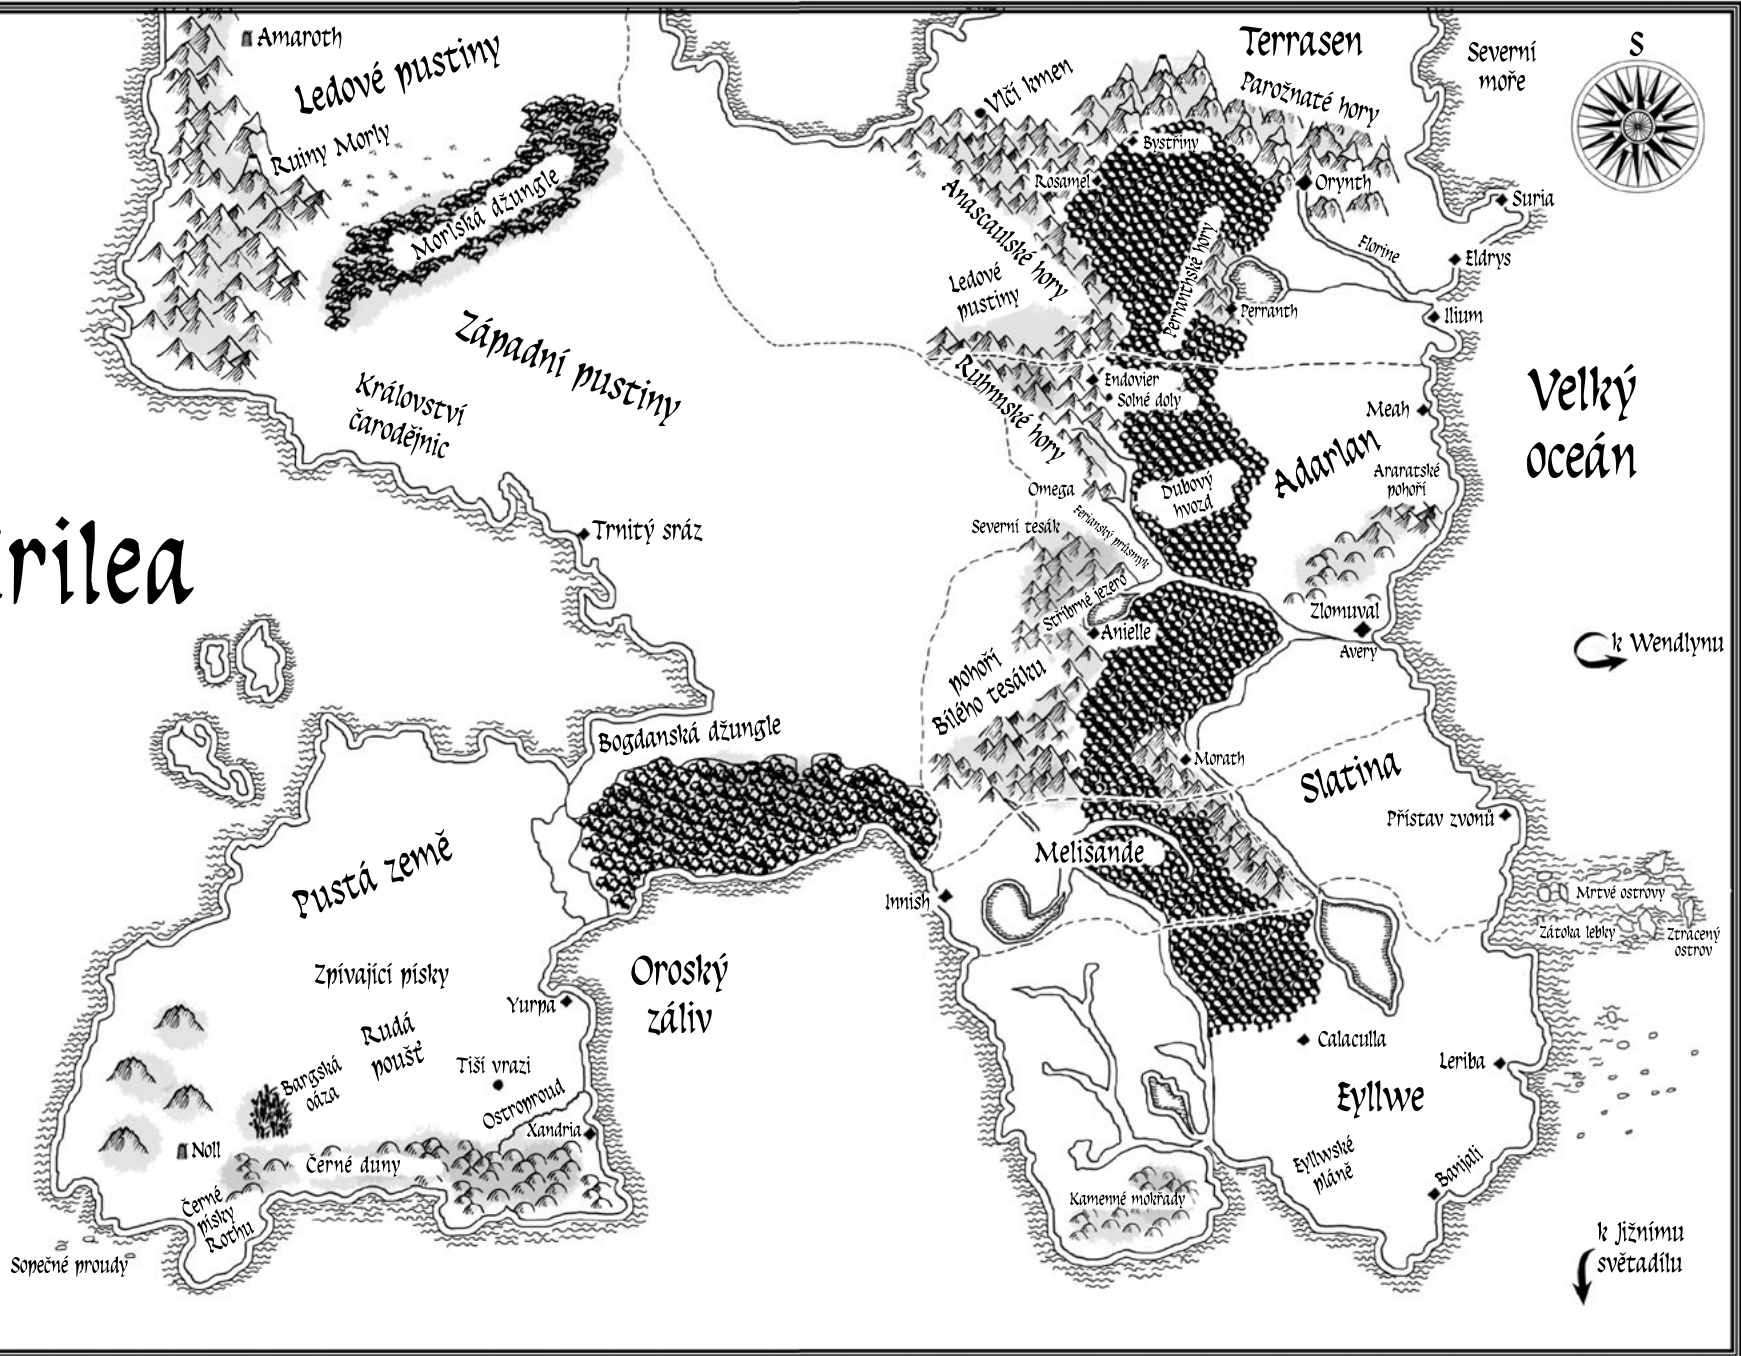 Amaroth
Ledové pustiny
Ruiny Morly
Morlská džungle
Západní pustiny
Království
čarodějnic
Trnitý sráz
rilea
Terrasen
Severní
moře
S
Vlčí kmen
Parožnaté hory
Bystřiny
Rosamel
Orynth
Suria
Anascaulské hory
Florine
Eldrys
Perranthské hory
Ledové
pustiny
Perranth
Ilium
Ruhnnské hory
Endovier
Solné doly
Meah
Velký
oceán
Adarlan
Araratské
pohoří
Omega
Dubový
hvozd
Severní tesák
Ferianský průsmyk
Stříbrné jezero
Anielle
Zlomuval
Avery
k Wendlynu
pohoří
Bílého tesáku
Morath
Slatina
Přístav zvonů
Bogdanská džungle
Melisande
Innish
Mrtvé ostrovy
Zátoka lebky
Ztracený
ostrov
Pustá země
Oroský
záliv
Zpívající písky
Yurpa
Rudá
poušť
Tiší vrazi
Bargská
oáza
Ostroproud
Xandria
Noll
Černé duny
Černé
písky
Rothu
Sopečné proudy
Calaculla
Leriba
Eyllwe
Eyllwské
pláně
Banjali
Kamenné mokřady
k Jižnímu
světadílu